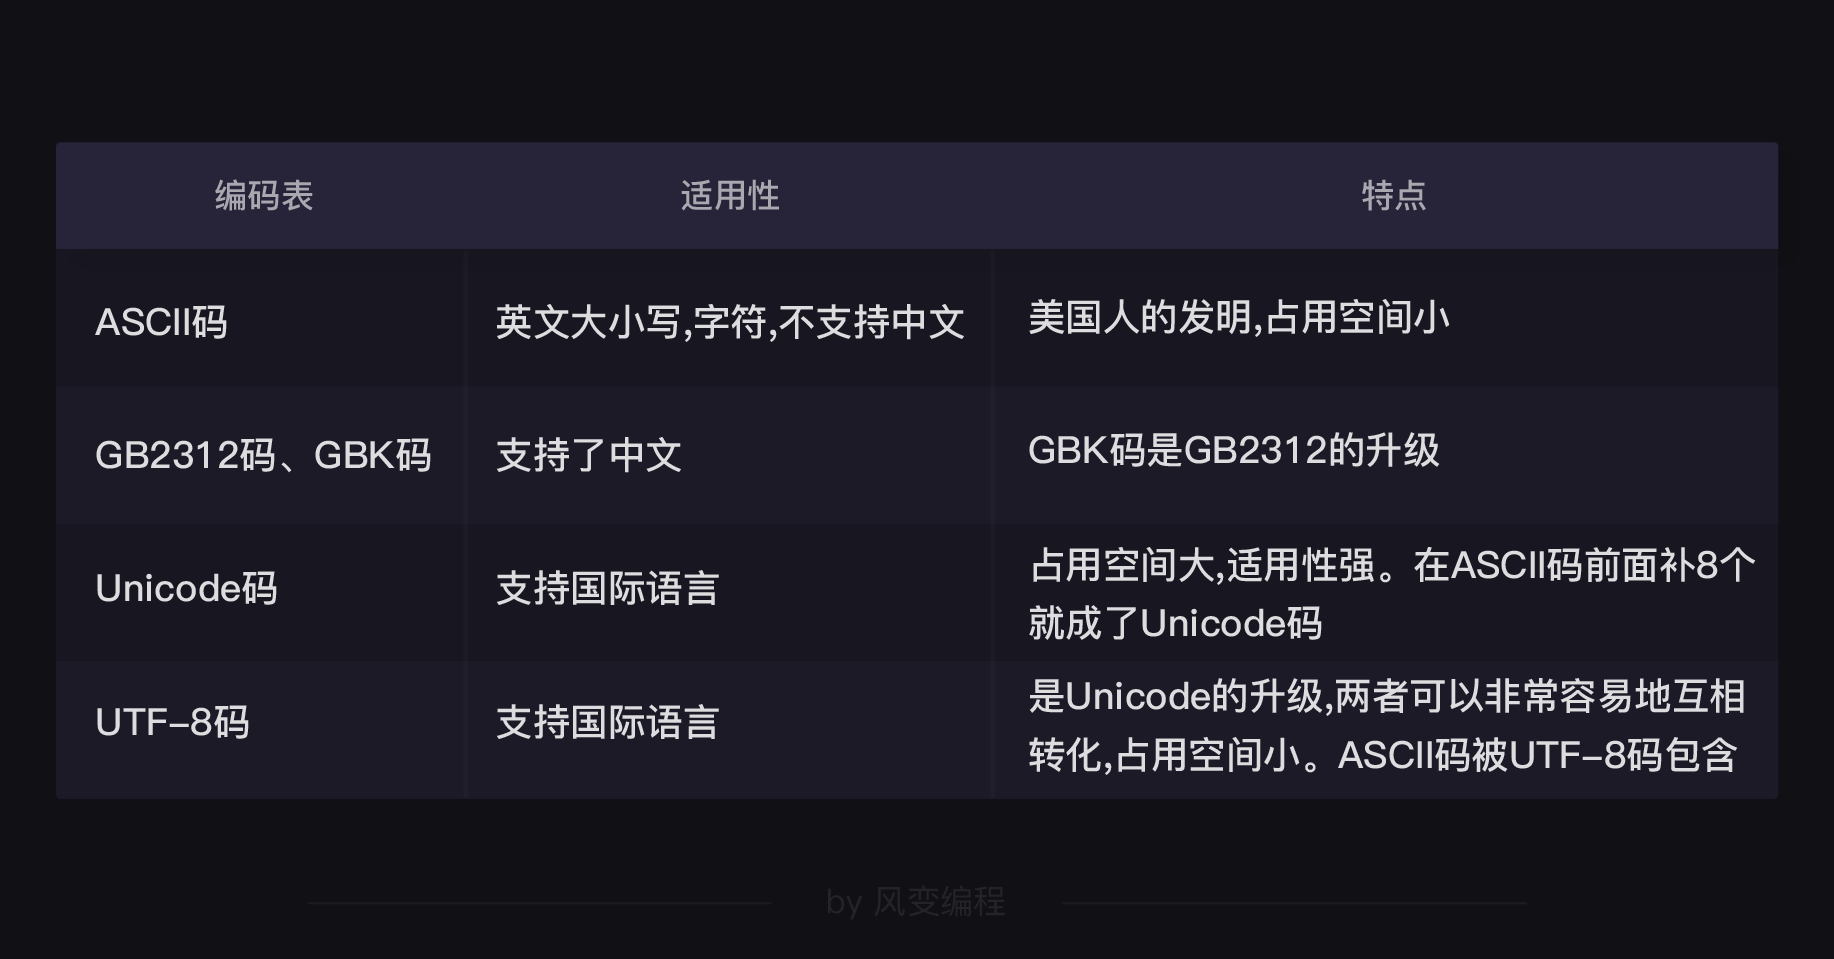 编码表 适用性 特点
ASCII码 英文大小写,字符,不支持中文 美国人的发明,占用空间小
GB2312码、GBK码 支持了中文 GBK码是GB2312的升级
Unicode码 支持国际语言 占用空间大,适用性强。在ASCII码前面补8个
就成了Unicode码
UTF-8码 支持国际语言 是Unicode的升级,两者可以非常容易地互相
转化,占用空间小。ASCII码被UTF-8码包含
by 风变编程